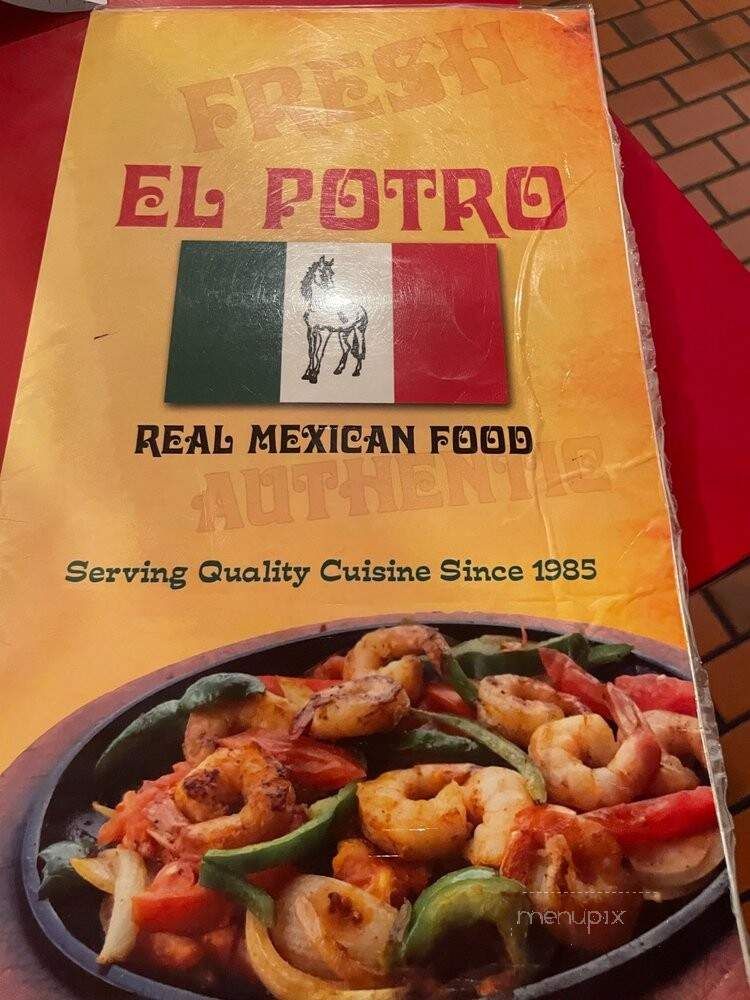 FRESH
EL POTRO
REAL MEXICAN FOOD
AUTHENTIC
Serving Quality Cuisine Since 1985
menupix